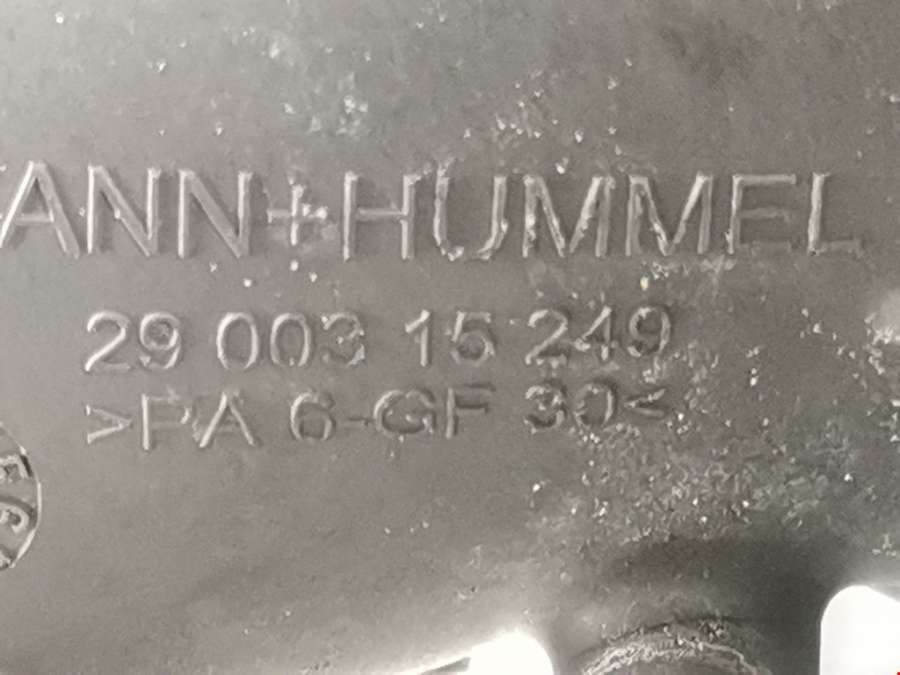 ANN+HUMMEL
29 003 15 249
>PA 6-GF 30<